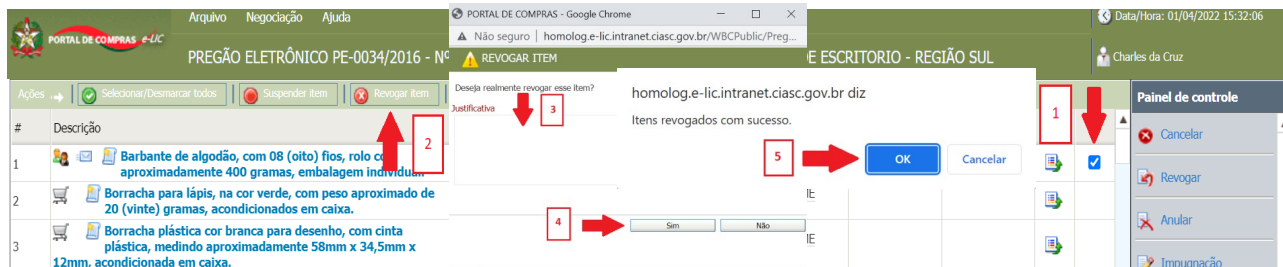 Arquivo Negociação Ajuda
PORTAL DE COMPRAS e-LIC
PREGÃO ELETRÔNICO PE-0034/2016 - Nº
PORTAL DE COMPRAS - Google Chrome
Não seguro | homolog.e-lic.intranet.ciasc.gov.br/WBCPublic/Preg...
REVOGAR ITEM
DE ESCRITORIO - REGIÃO SUL
Data/Hora: 01/04/2022 15:32:06
Charles da Cruz
Ações
Selecionar/Desmarcar todos
Suspender item
Revogar item
# Descrição
2
1 Barbante de algodão, com 08 (oito) fios, rolo co
aproximadamente 400 gramas, embalagem individual.
2 Borracha para lápis, na cor verde, com peso aproximado de
20 (vinte) gramas, acondicionados em caixa.
3 Borracha plástica cor branca para desenho, com cinta
plástica, medindo aproximadamente 58mm x 34,5mm x
12mm, acondicionada em caixa.
Deseja realmente revogar esse Item?
Justificativa
3
4
Sim Não
homolog.e-lic.intranet.ciasc.gov.br diz
Itens revogados com sucesso.
5
OK Cancelar
1
Painel de controle
Cancelar
Revogar
Anular
Impugnação